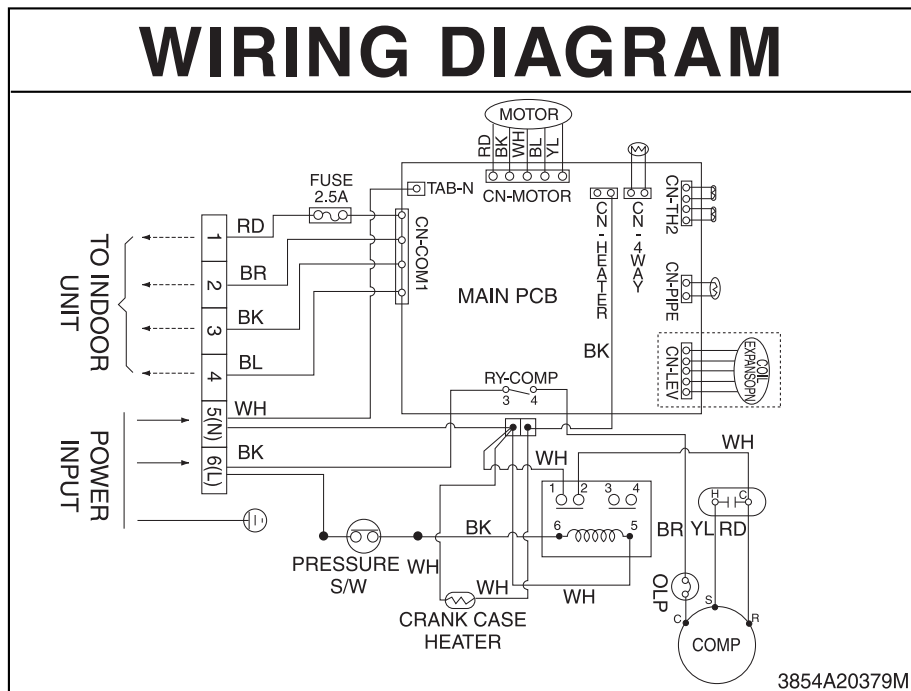 WIRING DIAGRAM
MOTOR
RD
BK
WH
BL
YL
CN-MOTOR
TAB-N
FUSE
2.5A
CN-COM1
CN-HEATER
CN-4WAY
CN-TH2
CN-PIPE
CN-LEV
COIL
EXPANSOPN
MAIN PCB
TO INDOOR
UNIT
1
RD
2
BR
3
BK
4
BL
5(N)
WH
6(L)
BK
POWER
INPUT
BK
RY-COMP
3 4
WH
WH
1 2 3 4
6 5
BK
WH
WH
WH
PRESSURE
S/W
CRANK CASE
HEATER
BR
YL
RD
H C
OLP
C
S
R
COMP
3854A20379M